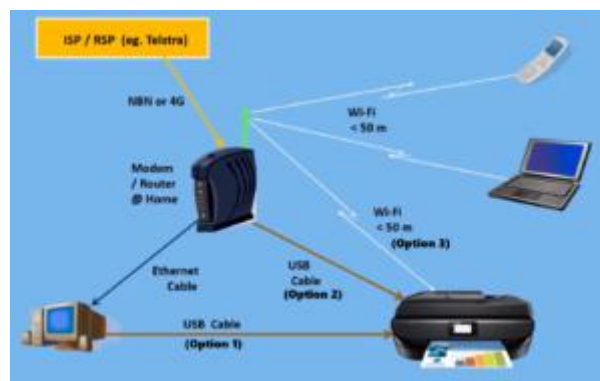 ISP / RSP (eg. Telstra)
NBN or 4G
Wi-Fi
< 50 m
Modem
/ Router
@ Home
Wi-Fi
< 50 m
(Option 3)
Ethernet
Cable
USB
Cable
(Option 2)
USB Cable
(Option 1)